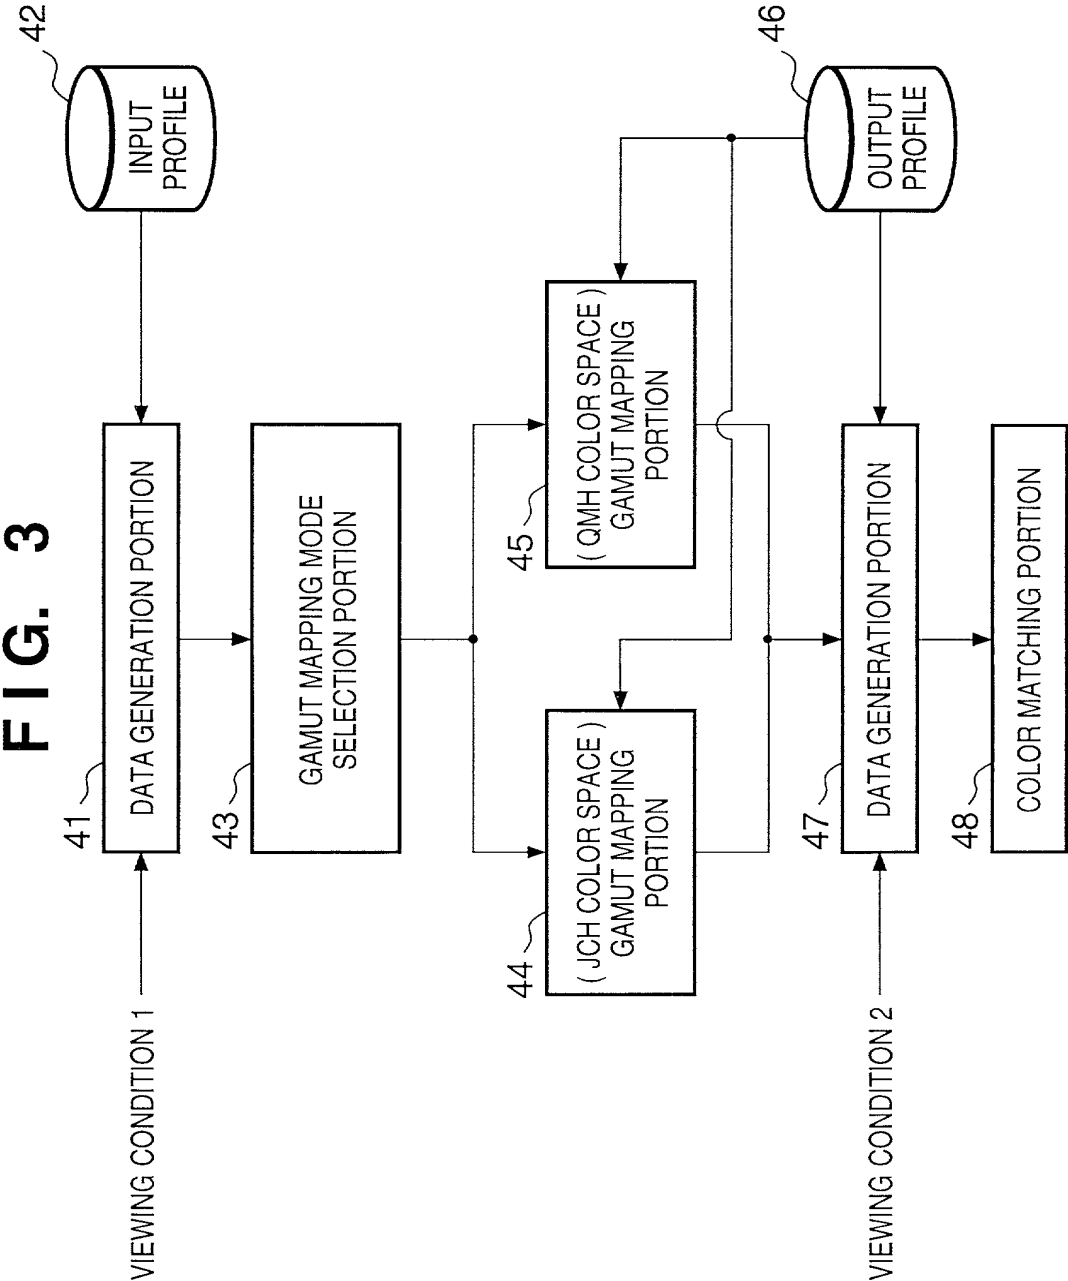 FIG. 3
VIEWING CONDITION 1
41
DATA GENERATION PORTION
42
INPUT
PROFILE
43
GAMUT MAPPING MODE
SELECTION PORTION
44
( JCH COLOR SPACE )
GAMUT MAPPING
PORTION
45
( QMH COLOR SPACE )
GAMUT MAPPING
PORTION
46
OUTPUT
PROFILE
VIEWING CONDITION 2
47
DATA GENERATION PORTION
48
COLOR MATCHING PORTION